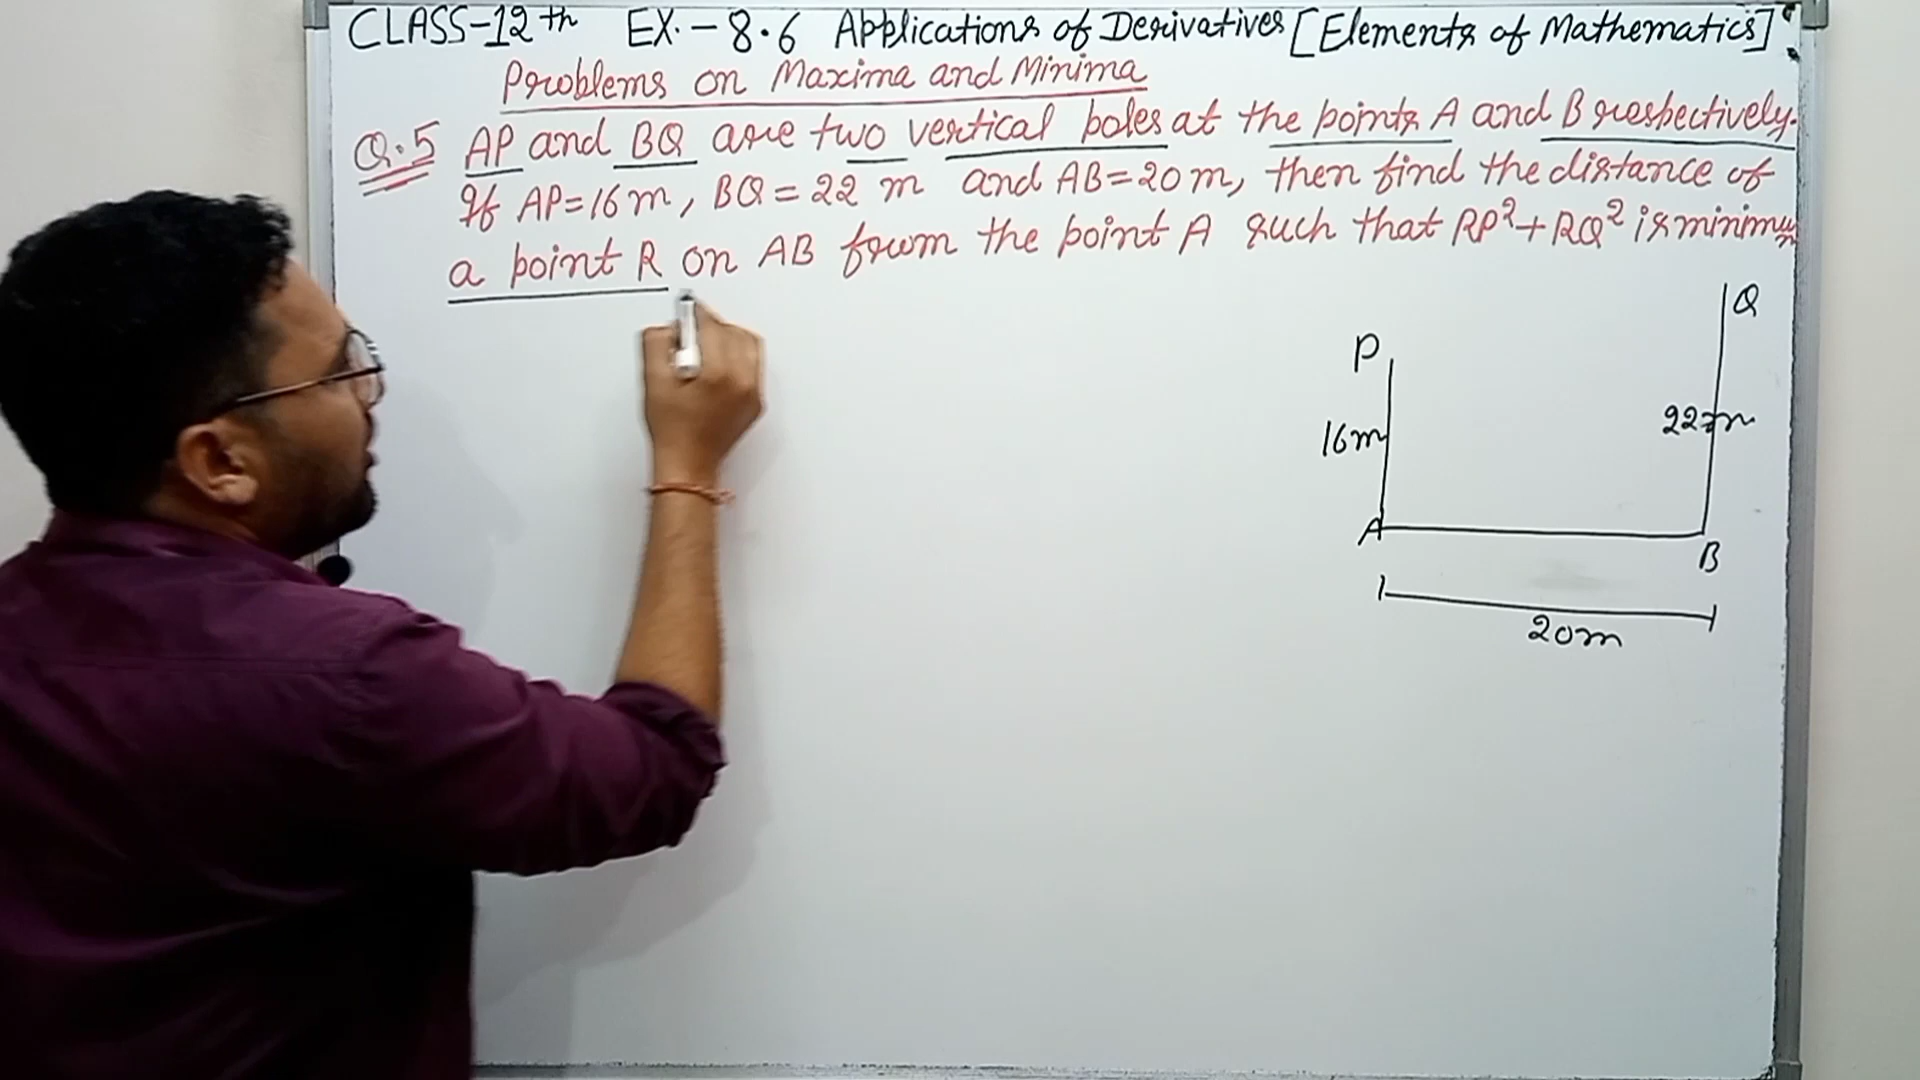 CLASS-12th EX.-8.6 Applications of Derivatives [Elements of Mathematics]
Problems on Maxima and Minima
Q.5 AP and BQ are two vertical poles at the points A and B respectively.
If AP=16m, BQ=22 m and AB=20m, then find the distance of
a point R on AB from the point A such that RP²+RQ² is minimum
Q
P
16m
22m
A
B
20m